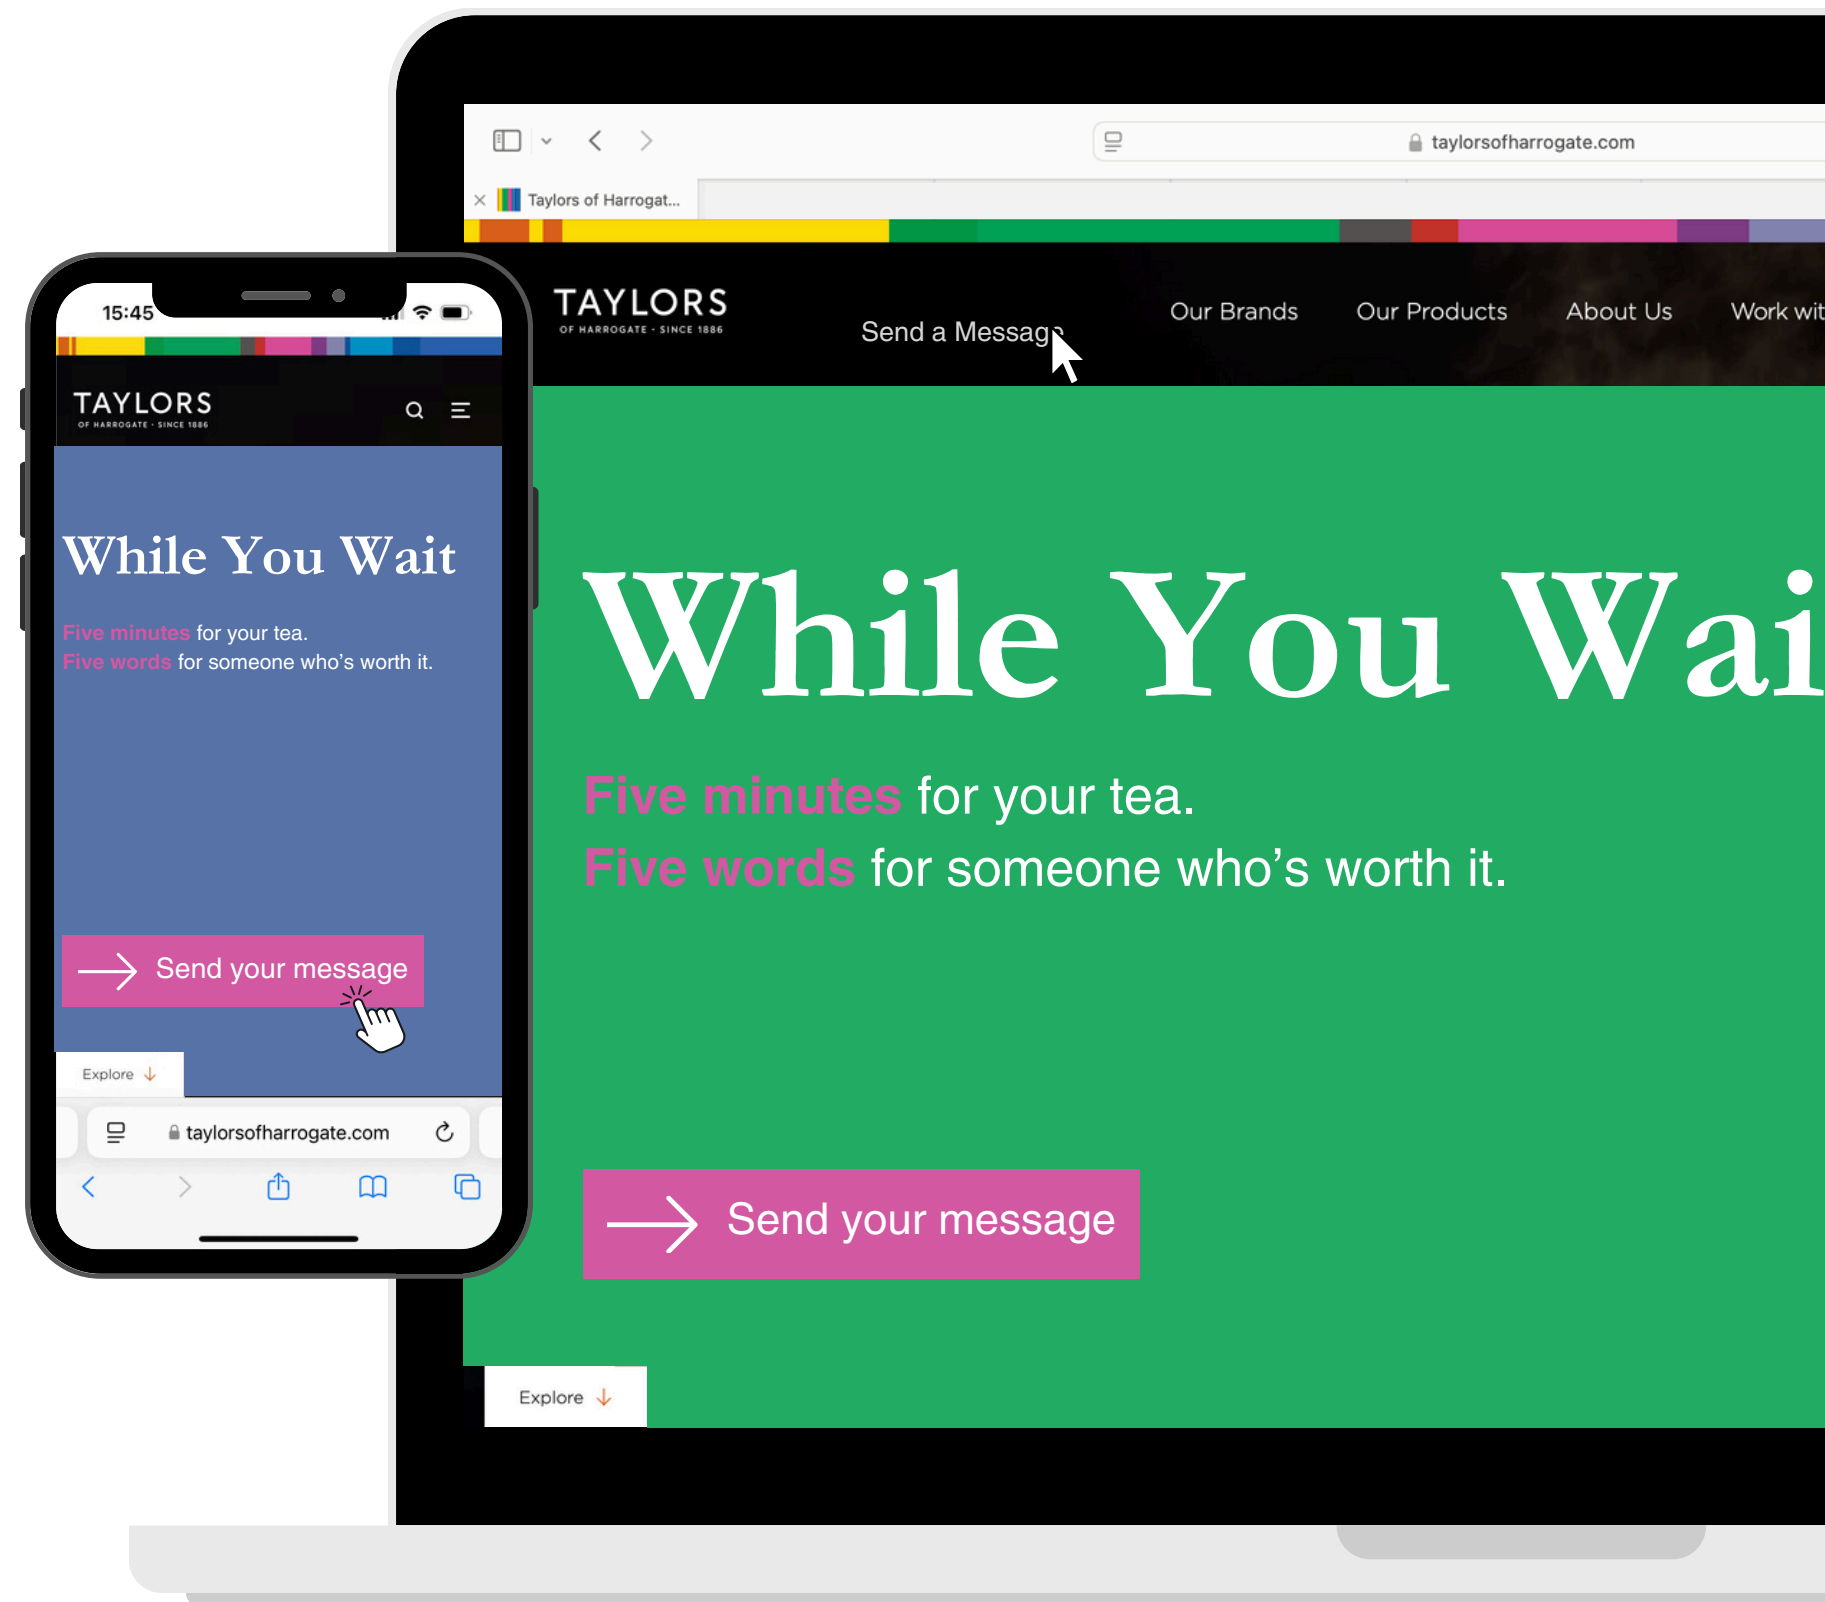 taylorsofharrogate.com
Taylors of Harrogat...
TAYLORS
OF HARROGATE - SINCE 1886
Send a Message
Our Brands
Our Products
About Us
Work wit
While You Wai
Five minutes for your tea.
Five words for someone who's worth it.
Send your message
Explore
15:45
TAYLORS
OF HARROGATE - SINCE 1886
While You Wait
Five minutes for your tea.
Five words for someone who's worth it.
Send your message
Explore
taylorsofharrogate.com